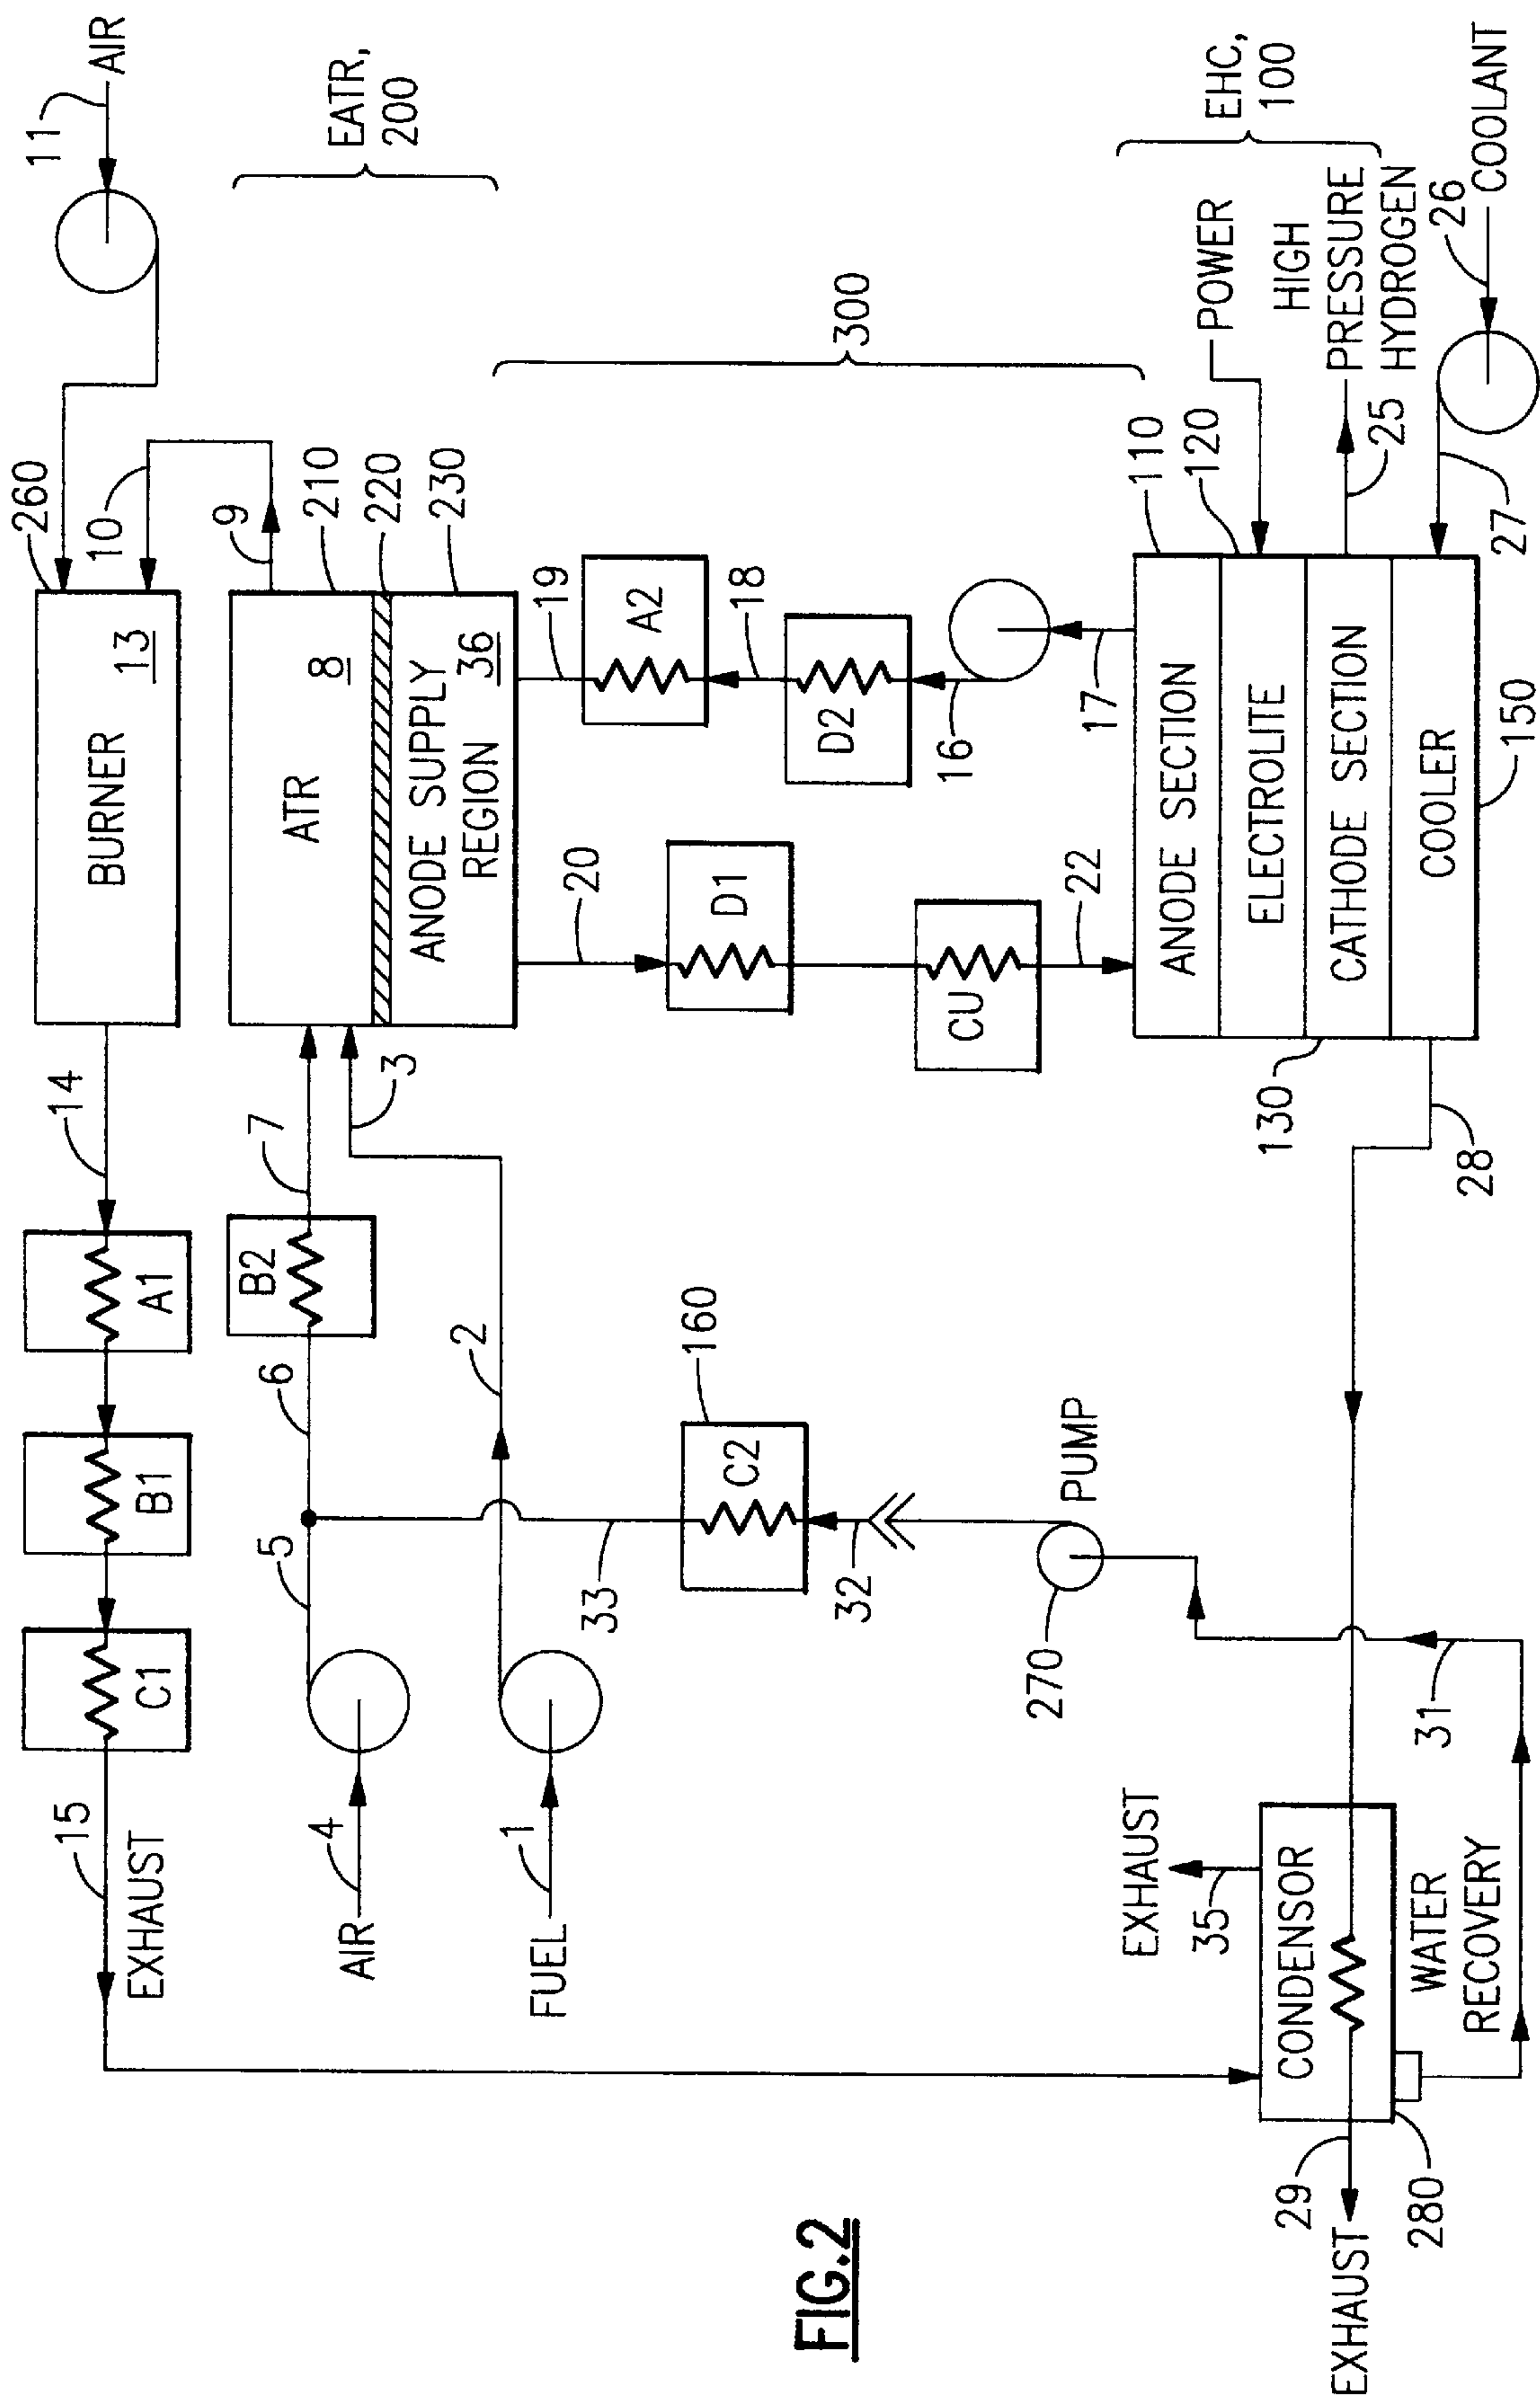 11
AIR
260
10
BURNER
13
14
A1
B1
C1
15
EXHAUST
EATR,
200
9
210
220
230
ATR
8
ANODE SUPPLY
REGION
36
7
3
B2
6
5
4
AIR
2
1
FUEL
33
C2
160
32
PUMP
270
19
A2
18
D2
16
17
20
D1
CU
22
300
EHC,
100
POWER
HIGH
PRESSURE
HYDROGEN
25
26
COOLANT
27
110
120
ANODE SECTION
ELECTROLITE
CATHODE SECTION
COOLER
150
130
28
31
EXHAUST
35
CONDENSOR
WATER
RECOVERY
29
EXHAUST
280
FIG.2